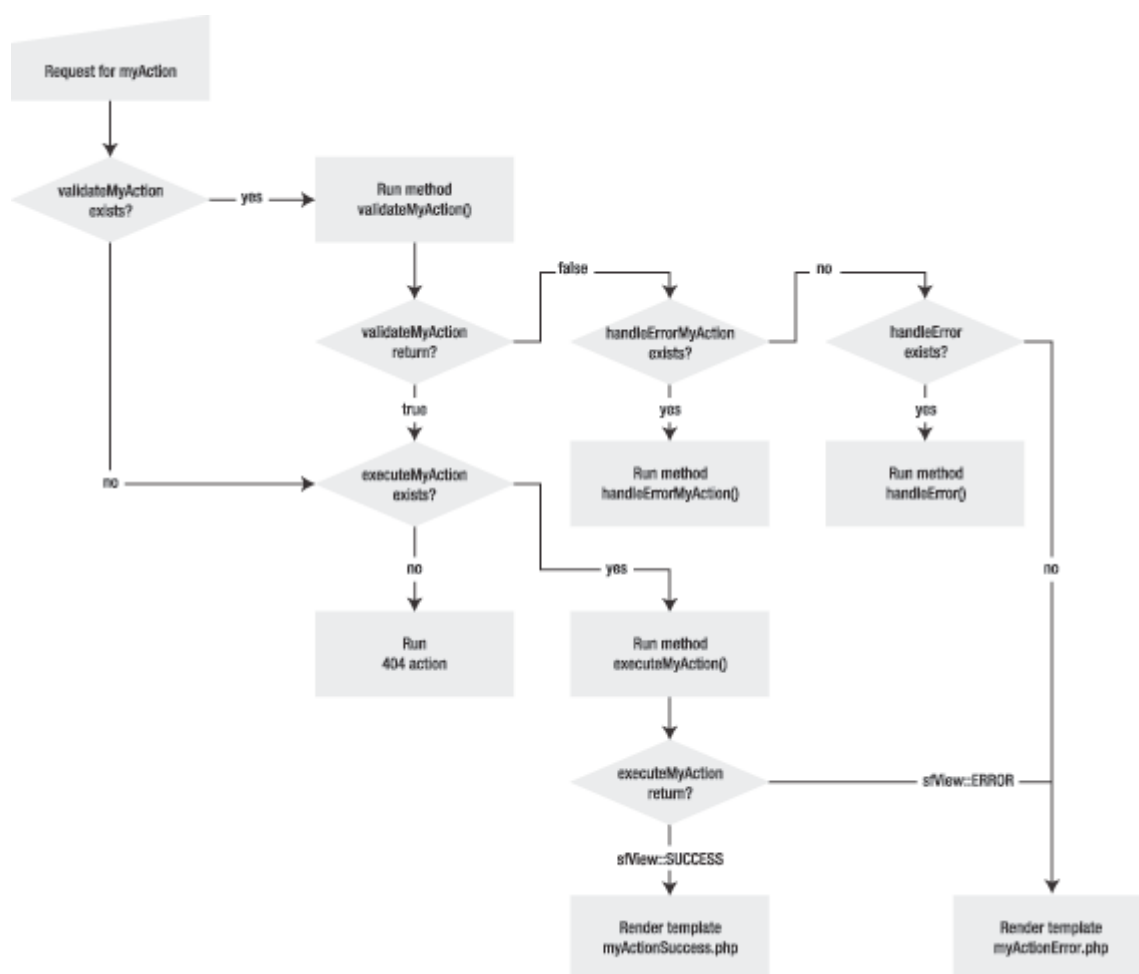 Request for myAction
validateMyAction
exists?
yes
Run method
validateMyAction()
false
no
validateMyAction
return?
handleErrorMyAction
exists?
handleError
exists?
true
yes
yes
no
executeMyAction
exists?
Run method
handleErrorMyAction()
Run method
handleError()
no
yes
no
Run
404 action
Run method
executeMyAction()
executeMyAction
return?
sfView::ERROR
sfView::SUCCESS
Render template
myActionSuccess.php
Render template
myActionError.php